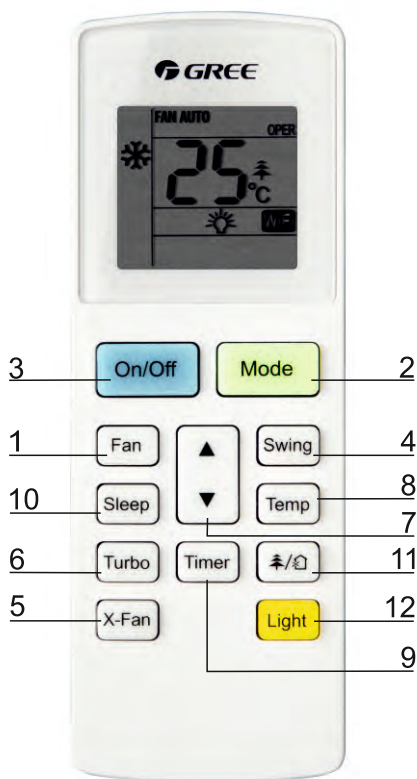 GREE
FAN AUTO
OPER
25°C
WiFi
3 On/Off Mode 2
1 Fan ▲ Swing 4
10 Sleep ▼ Temp 8
7
6 Turbo Timer 11
5 X-Fan Light 12
9